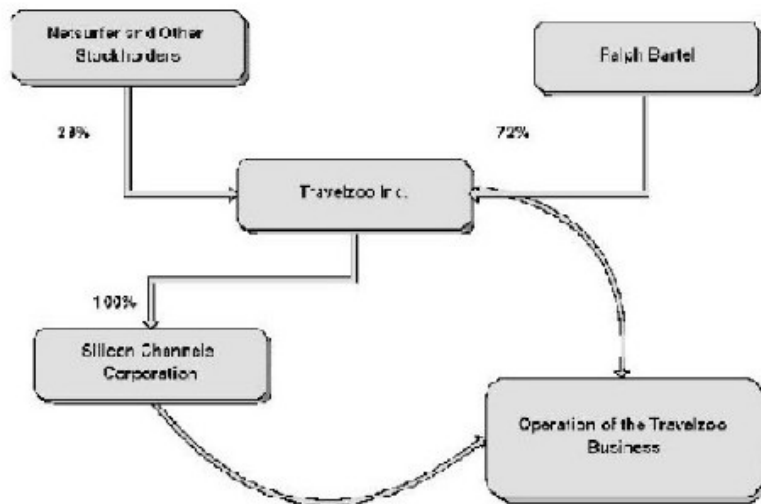 Netsurfer and Other
Stockholders
Ralph Bartel
28%
72%
Travelzoo Inc.
100%
Silicon Channels
Corporation
Operation of the Travelzoo
Business